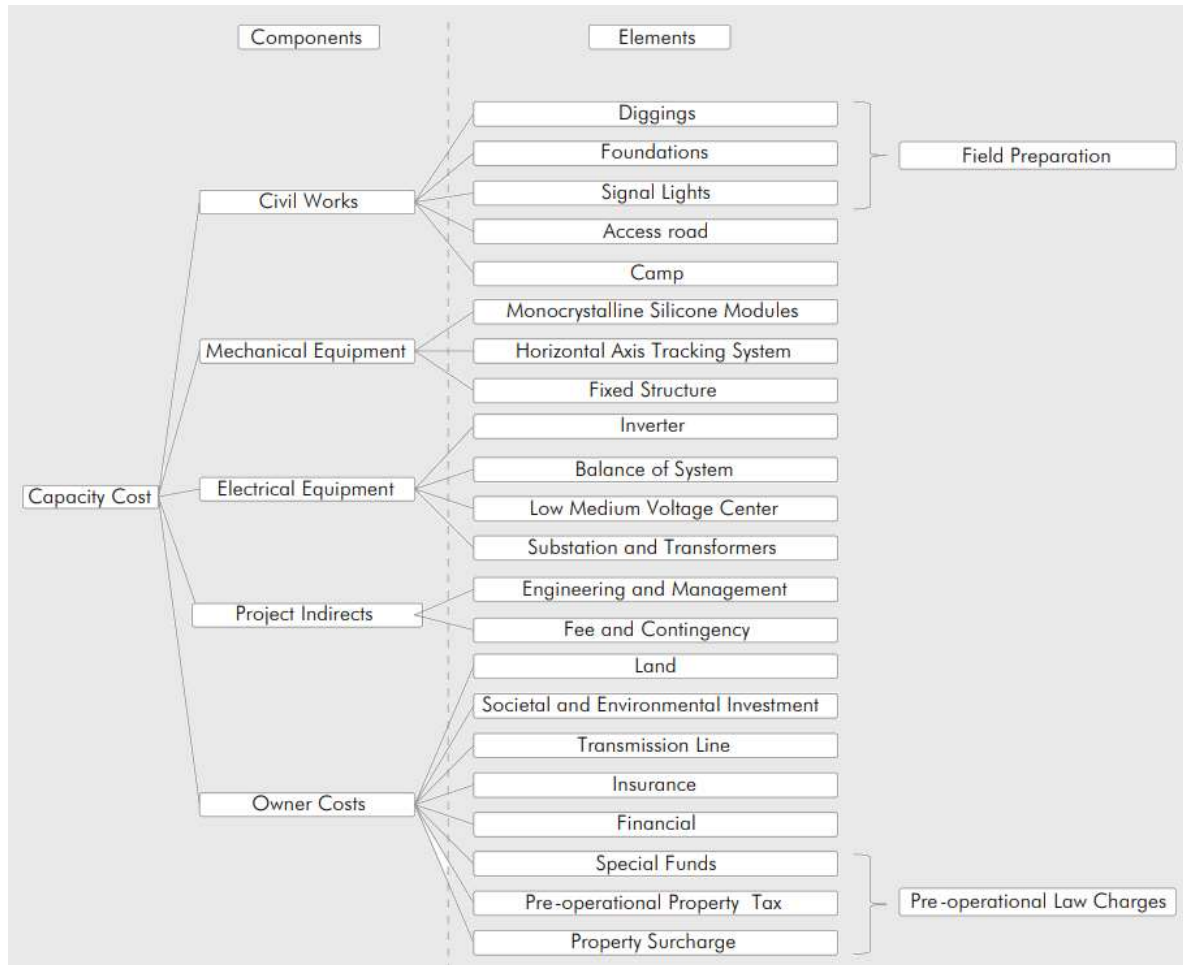 Components
Elements
Diggings
Foundations
Field Preparation
Signal Lights
Civil Works
Access road
Camp
Monocrystalline Silicone Modules
Mechanical Equipment
Horizontal Axis Tracking System
Fixed Structure
Inverter
Balance of System
Electrical Equipment
Capacity Cost
Low Medium Voltage Center
Substation and Transformers
Engineering and Management
Project Indirects
Fee and Contingency
Land
Societal and Environmental Investment
Transmission Line
Insurance
Owner Costs
Financial
Special Funds
Pre-operational Property Tax
Pre-operational Law Charges
Property Surcharge